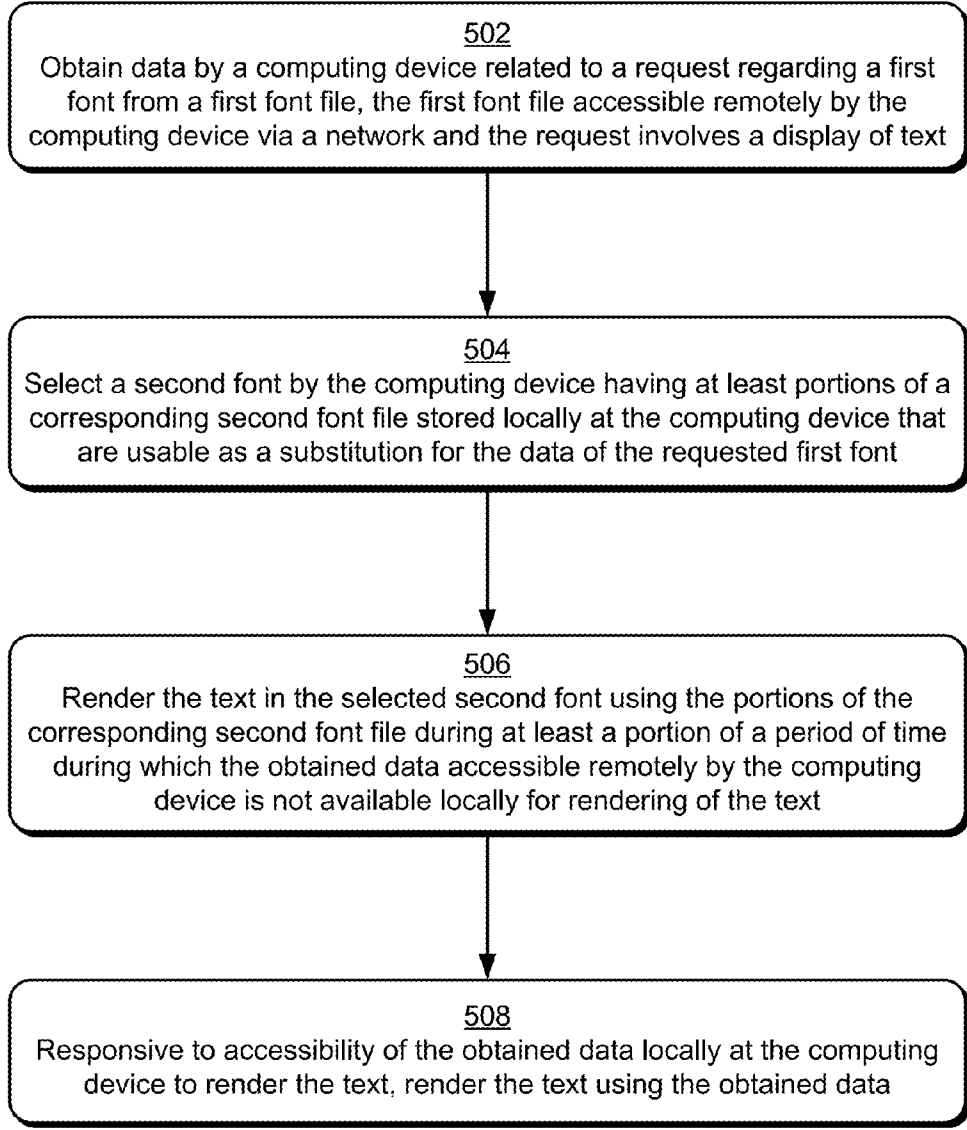 502
Obtain data by a computing device related to a request regarding a first
font from a first font file, the first font file accessible remotely by the
computing device via a network and the request involves a display of text
504
Select a second font by the computing device having at least portions of a
corresponding second font file stored locally at the computing device that
are usable as a substitution for the data of the requested first font
506
Render the text in the selected second font using the portions of the
corresponding second font file during at least a portion of a period of time
during which the obtained data accessible remotely by the computing
device is not available locally for rendering of the text
508
Responsive to accessibility of the obtained data locally at the computing
device to render the text, render the text using the obtained data